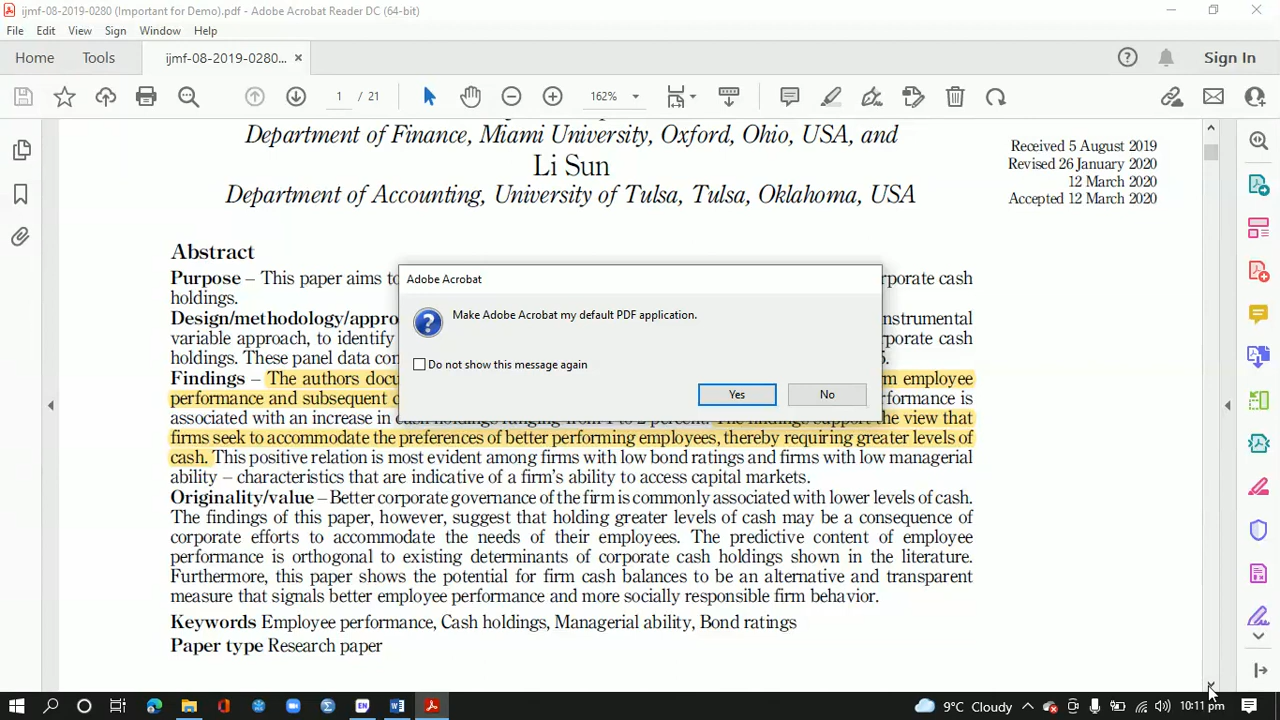 ijmf-08-2019-0280 (Important for Demo).pdf - Adobe Acrobat Reader DC (64-bit)
File Edit View Sign Window Help
Home Tools ijmf-08-2019-0280... × Sign In
1 / 21 162%
Department of Finance, Miami University, Oxford, Ohio, USA, and
Li Sun
Department of Accounting, University of Tulsa, Tulsa, Oklahoma, USA
Received 5 August 2019
Revised 26 January 2020
12 March 2020
Accepted 12 March 2020
Abstract
Purpose – This paper aims to rporate cash
holdings.
Design/methodology/appro nstrumental
variable approach, to identify rporate cash
holdings. These panel data con
Findings – The authors docu m employee
performance and subsequent c rformance is
associated with an increase in the view that
firms seek to accommodate the preferences of better performing employees, thereby requiring greater levels of
cash. This positive relation is most evident among firms with low bond ratings and firms with low managerial
ability – characteristics that are indicative of a firm's ability to access capital markets.
Originality/value – Better corporate governance of the firm is commonly associated with lower levels of cash.
The findings of this paper, however, suggest that holding greater levels of cash may be a consequence of
corporate efforts to accommodate the needs of their employees. The predictive content of employee
performance is orthogonal to existing determinants of corporate cash holdings shown in the literature.
Furthermore, this paper shows the potential for firm cash balances to be an alternative and transparent
measure that signals better employee performance and more socially responsible firm behavior.
Keywords Employee performance, Cash holdings, Managerial ability, Bond ratings
Paper type Research paper
Adobe Acrobat
Make Adobe Acrobat my default PDF application.
Do not show this message again
Yes No
9°C Cloudy 10:11 pm